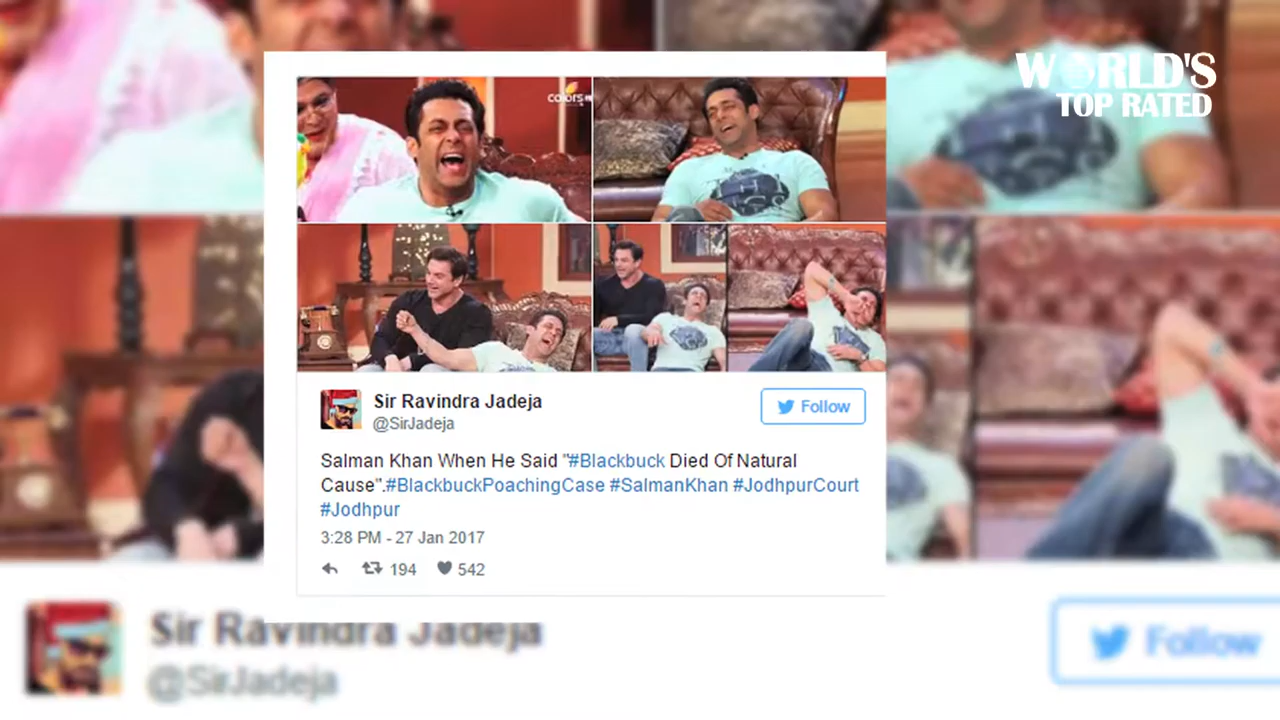 WORLD'S
TOP RATED
COLORS
Sir Ravindra Jadeja
@SirJadeja
Follow
Salman Khan When He Said "#Blackbuck Died Of Natural
Cause".#BlackbuckPoachingCase #SalmanKhan #JodhpurCourt
#Jodhpur
3:28 PM - 27 Jan 2017
194 542
Sir Ravindra Jadeja
@SirJadeja
Follow